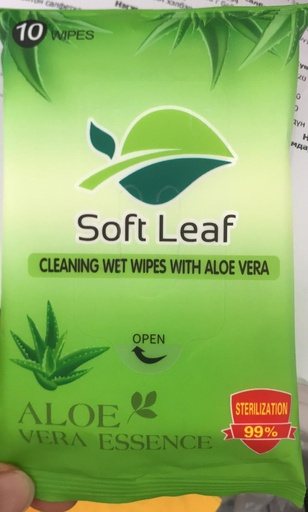 10 WIPES
Soft Leaf
CLEANING WET WIPES WITH ALOE VERA
OPEN
ALOE
VERA ESSENCE
STERILIZATION
99%